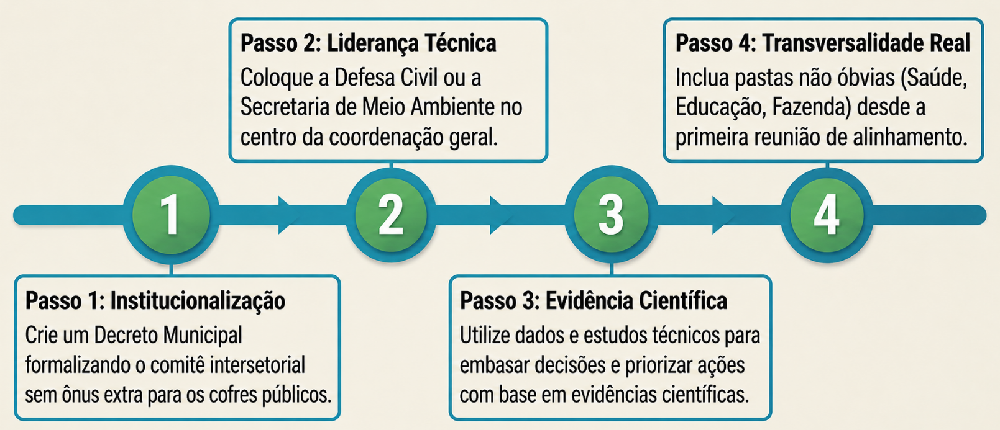 Passo 1: Institucionalização
Crie um Decreto Municipal
formalizando o comitê intersetorial
sem ônus extra para os cofres públicos.
1
Passo 2: Liderança Técnica
Coloque a Defesa Civil ou a
Secretaria de Meio Ambiente no
centro da coordenação geral.
2
Passo 3: Evidência Científica
Utilize dados e estudos técnicos para
embasar decisões e priorizar ações
com base em evidências científicas.
3
Passo 4: Transversalidade Real
Inclua pastas não óbvias (Saúde,
Educação, Fazenda) desde a
primeira reunião de alinhamento.
4